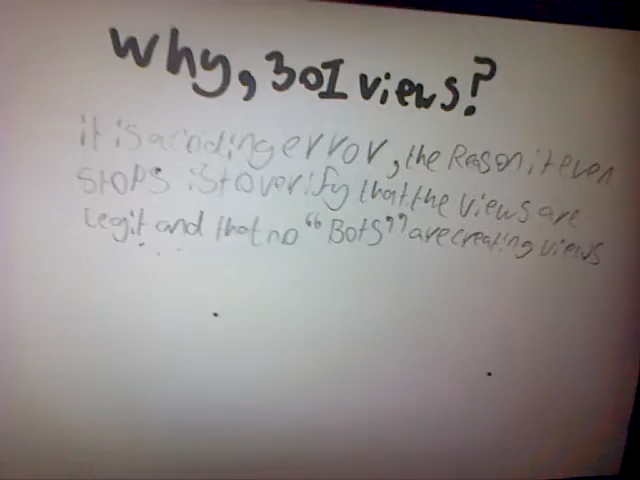 why, 301 views?
it is a coding error, the Reason it even
STOPS is to verify that the views are
Legit and that no "Bots" are creating views